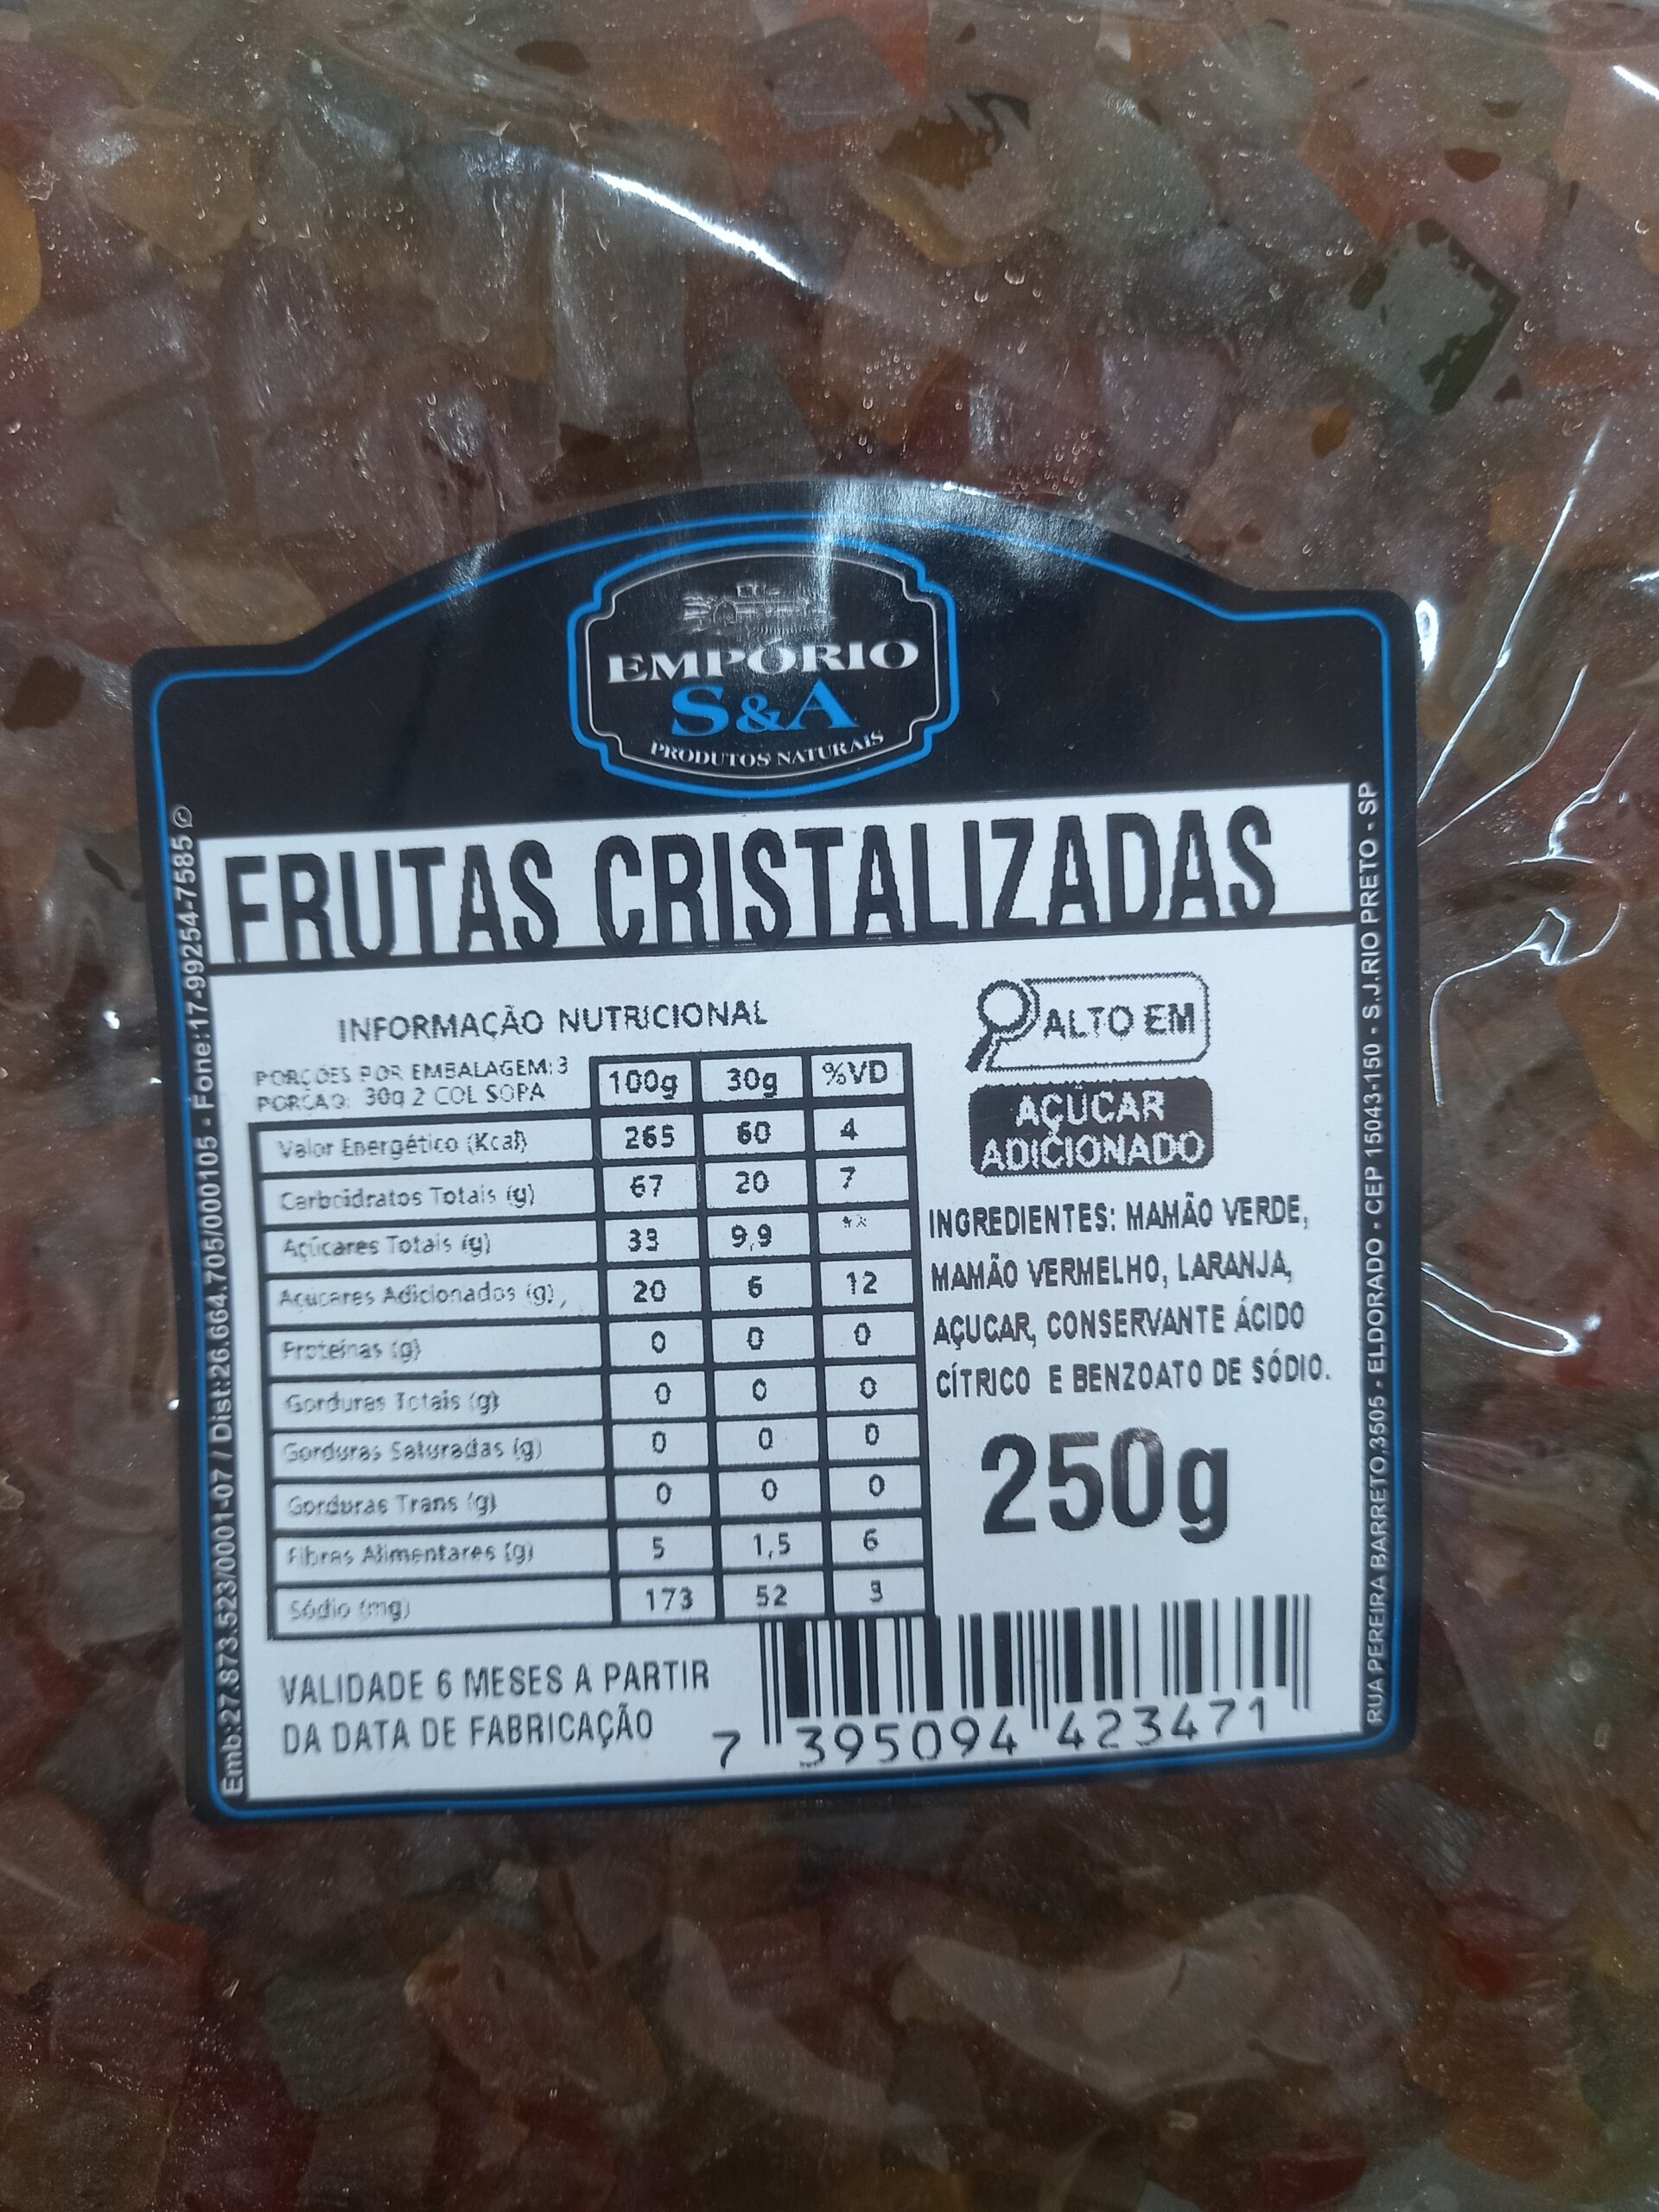 EMPÓRIO
S&A
PRODUTOS NATURAIS
FRUTAS CRISTALIZADAS
INFORMAÇÃO NUTRICIONAL
PORÇOES POR EMBALAGEM: 3
PORÇAO: 30g 2 COL SOPA
100g 30g %VD
Valor Energético (Kcal) 265 60 4
Carboidratos Totais (g) 67 20 7
Açúcares Totais (g) 33 9,9 **
Açucares Adicionados (g), 20 6 12
Proteínas (g) 0 0 0
Gorduras Totais (g) 0 0 0
Gorduras Saturadas (g) 0 0 0
Gorduras Trans (g) 0 0 0
Fibras Alimentares (g) 5 1,5 6
Sódio (mg) 173 52 3
VALIDADE 6 MESES A PARTIR
DA DATA DE FABRICAÇÃO
ALTO EM
AÇÚCAR
ADICIONADO
INGREDIENTES: MAMÃO VERDE,
MAMÃO VERMELHO, LARANJA,
AÇUCAR, CONSERVANTE ÁCIDO
CÍTRICO E BENZOATO DE SÓDIO.
250g
7 395094 423471
Emb:27.873.523/0001-07 / Dist:26.664.705/000105 - Fone:17-99254-7585
RUA PEREIRA BARRETO,3505 - ELDORADO - CEP 15043-150 - S.J.RIO PRETO - SP